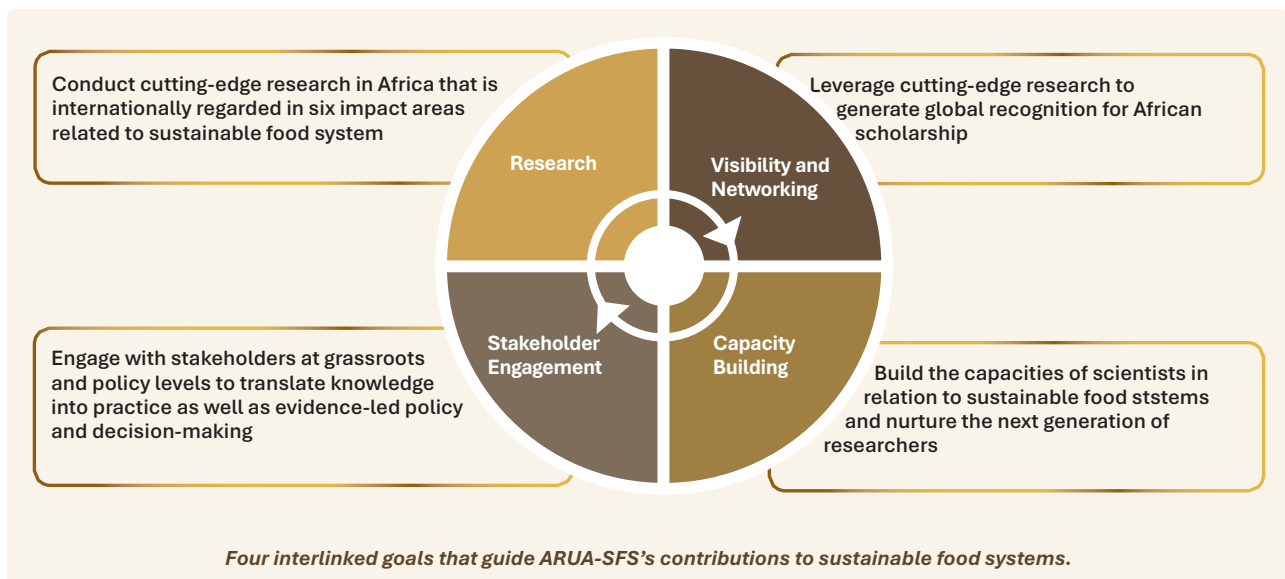 Conduct cutting-edge research in Africa that is
internationally regarded in six impact areas
related to sustainable food system
Research
Visibility and
Networking
Leverage cutting-edge research to
generate global recognition for African
scholarship
Engage with stakeholders at grassroots
and policy levels to translate knowledge
into practice as well as evidence-led policy
and decision-making
Stakeholder
Engagement
Capacity
Building
Build the capacities of scientists in
relation to sustainable food ststems
and nurture the next generation of
researchers
Four interlinked goals that guide ARUA-SFS's contributions to sustainable food systems.